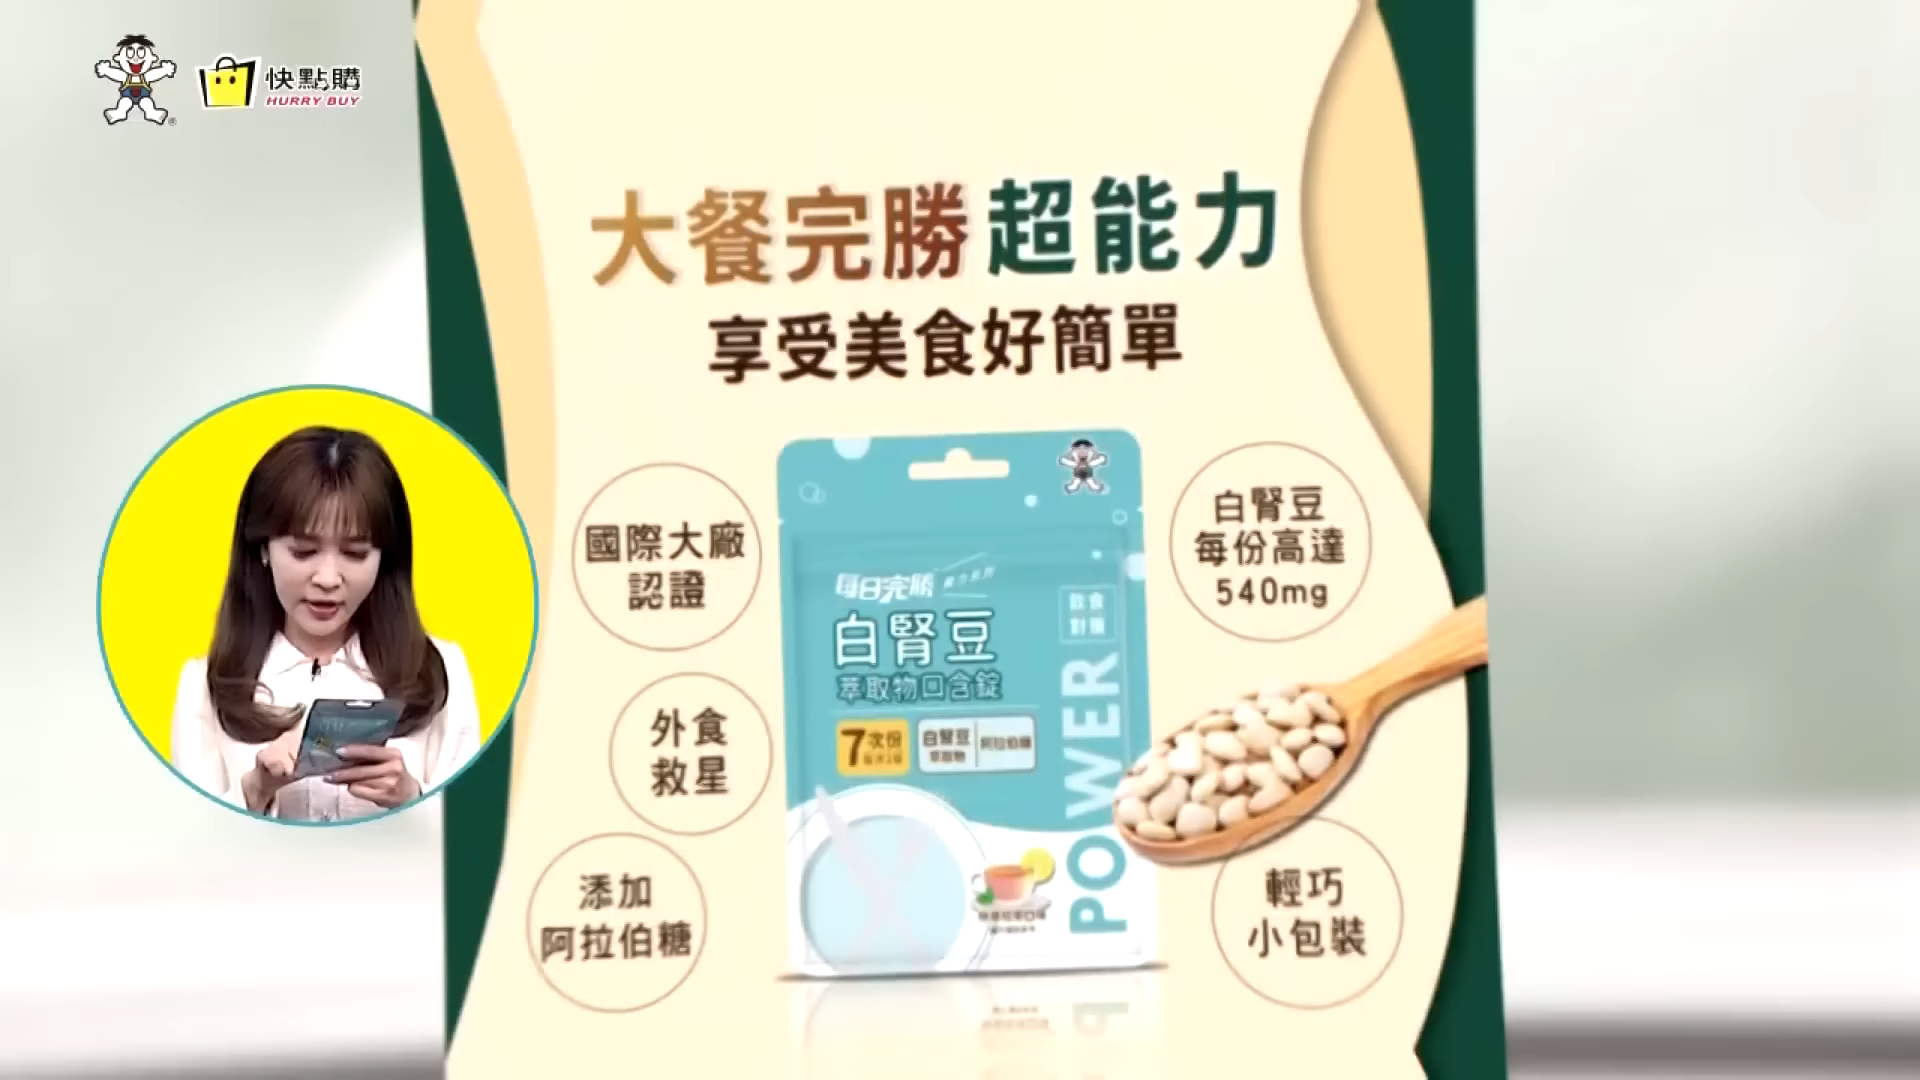 快點購
HURRY BUY
大餐完勝 超能力
享受美食好簡單
國際大廠
認證
外食
救星
添加
阿拉伯糖
白腎豆
每份高達
540mg
輕巧
小包裝
每日完勝
白腎豆
萃取物口含錠
7次份
白腎豆
萃取物
阿拉伯糖
POWER